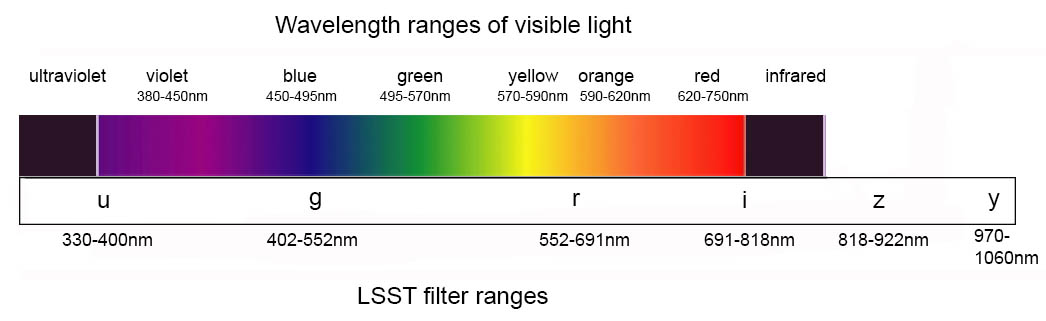 Wavelength ranges of visible light
ultraviolet violet blue green yellow orange red infrared
380-450nm 450-495nm 495-570nm 570-590nm 590-620nm 620-750nm
u g r i z y
330-400nm 402-552nm 552-691nm 691-818nm 818-922nm 970-
1060nm
LSST filter ranges